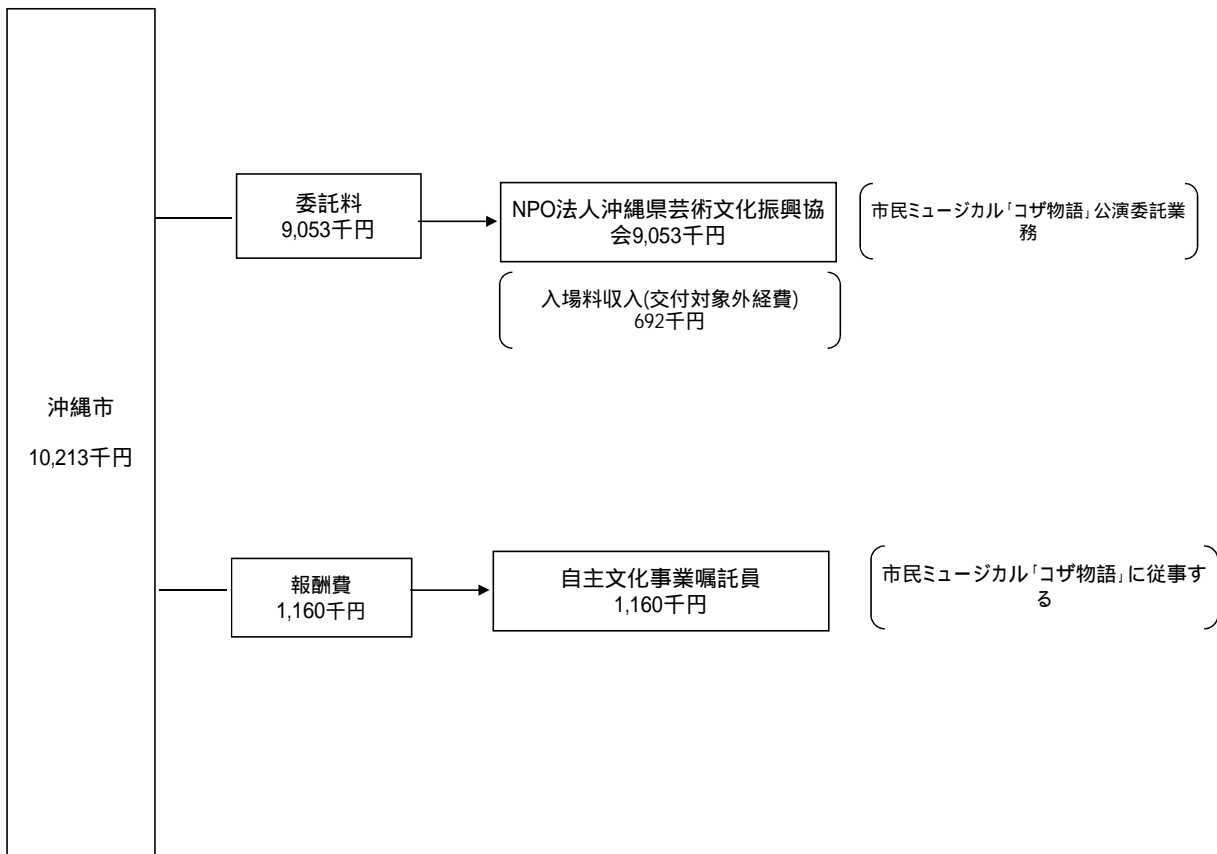 沖縄市
10,213千円
委託料
9,053千円
NPO法人沖縄県芸術文化振興協
会9,053千円
市民ミュージカル「コザ物語」公演委託業
務
入場料収入(交付対象外経費)
692千円
報酬費
1,160千円
自主文化事業嘱託員
1,160千円
市民ミュージカル「コザ物語」に従事す
る